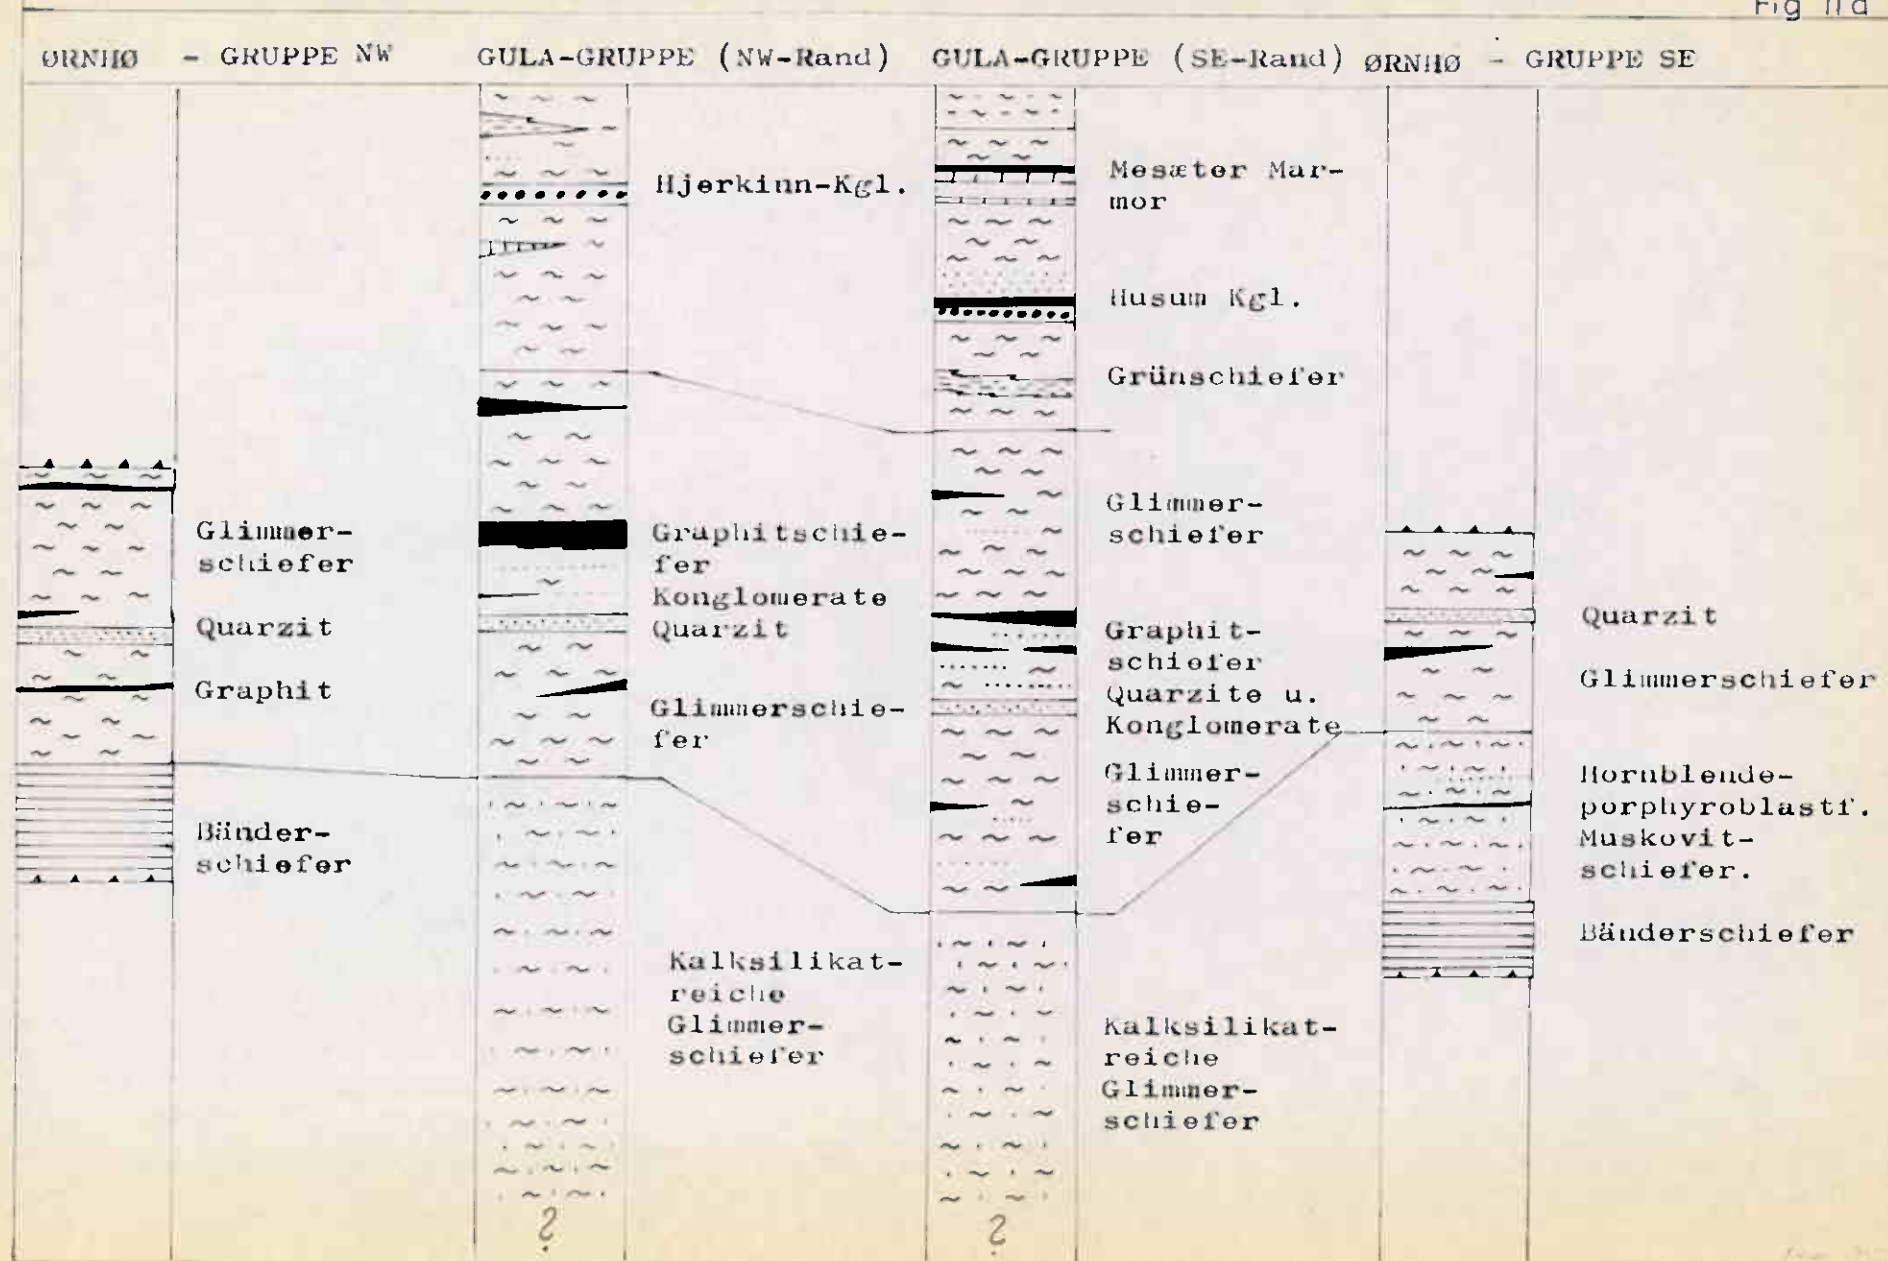 Fig 11a
ØRNHØ - GRUPPE NW
GULA-GRUPPE (NW-Rand)
GULA-GRUPPE (SE-Rand)
ØRNHØ - GRUPPE SE
Glimmer-
schiefer
Quarzit
Graphit
Bänder-
schiefer
Hjerkinn-Kgl.
Graphitschie-
fer
Konglomerate
Quarzit
Glimmerschie-
fer
Kalksilikat-
reiche
Glimmer-
schiefer
?
Mesæter Mar-
mor
Husum Kgl.
Grünschiefer
Glimmer-
schiefer
Graphit-
schiefer
Quarzite u.
Konglomerate
Glimmer-
schie-
fer
Kalksilikat-
reiche
Glimmer-
schiefer
?
Quarzit
Glimmerschiefer
Hornblende-
porphyroblastf.
Muskovit-
schiefer.
Bänderschiefer